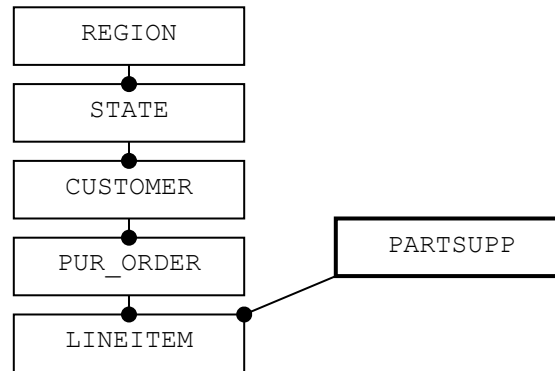 REGION
STATE
CUSTOMER
PUR_ORDER
PARTSUPP
LINEITEM